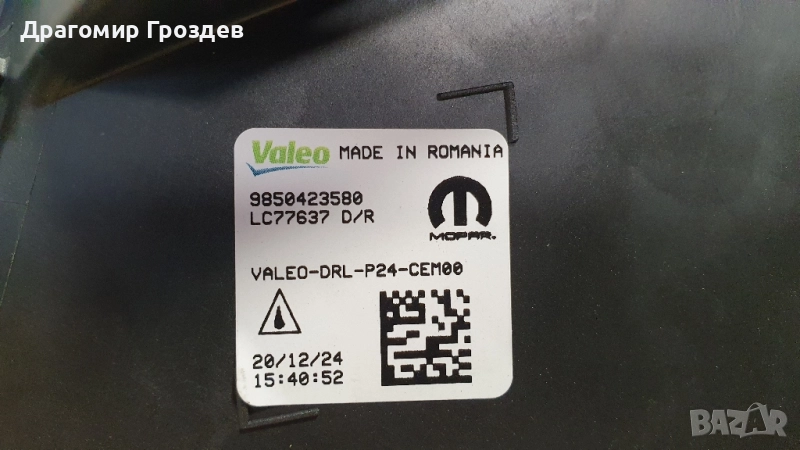 Драгомир Гроздев
Valeo MADE IN ROMANIA
9850423580
LC77637 D/R
MOPAR.
VALEO-DRL-P24-CEM00
20/12/24
15:40:52
BAZAR